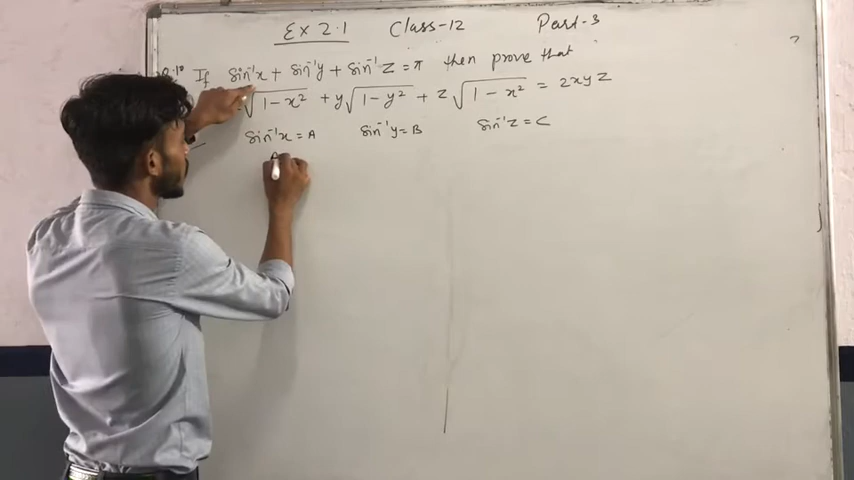 Ex 2.1 Class-12 Part-3
Q.10 If sin⁻¹x + sin⁻¹y + sin⁻¹z = π then prove that
√1-x² + y√1-y² + z√1-x² = 2xyz
sin⁻¹x = A sin⁻¹y = B sin⁻¹z = C
A